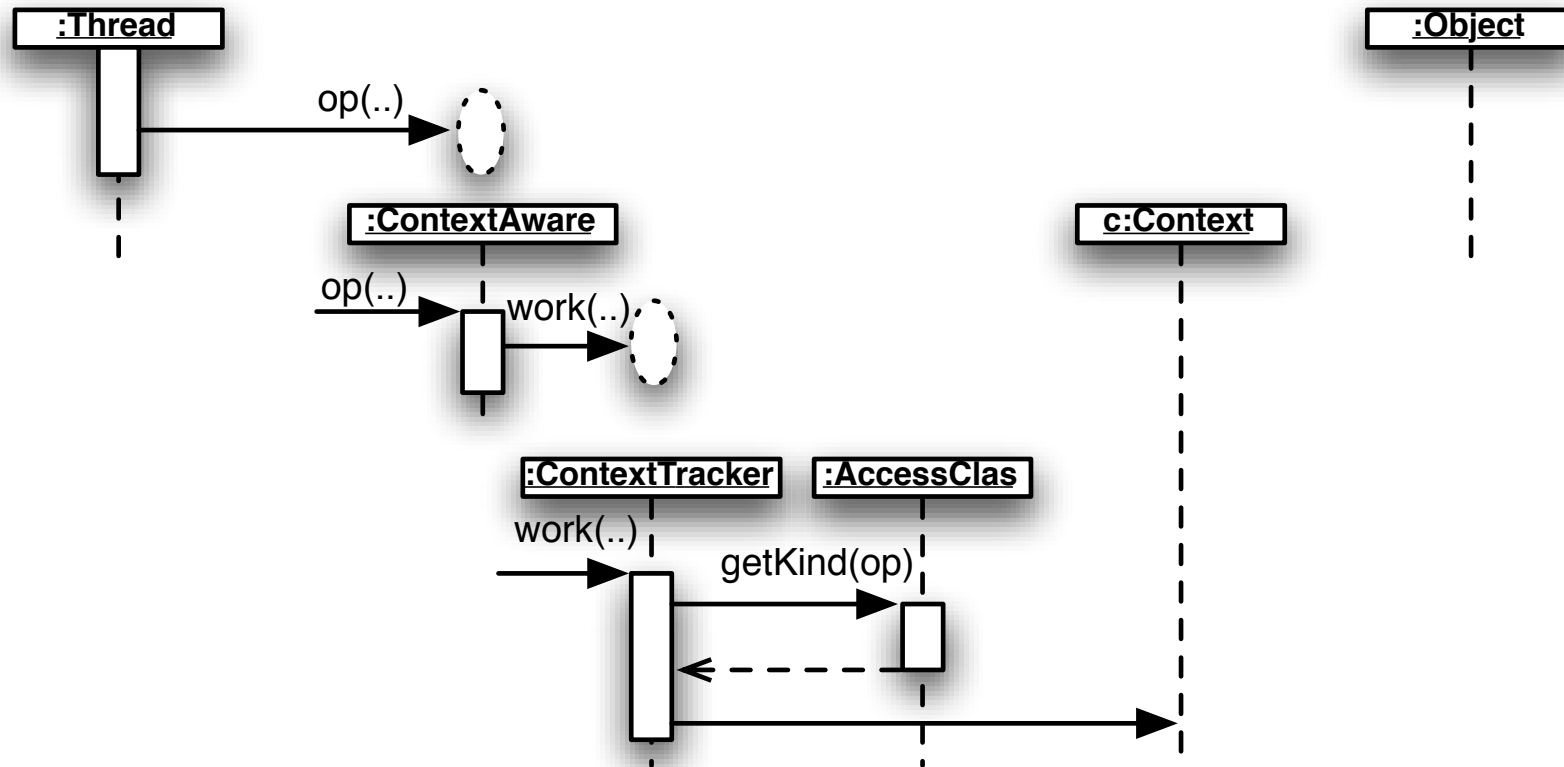 :Thread
:Object
op(..)
:ContextAware
c:Context
op(..)
work(..)
:ContextTracker
:AccessClas
work(..)
getKind(op)